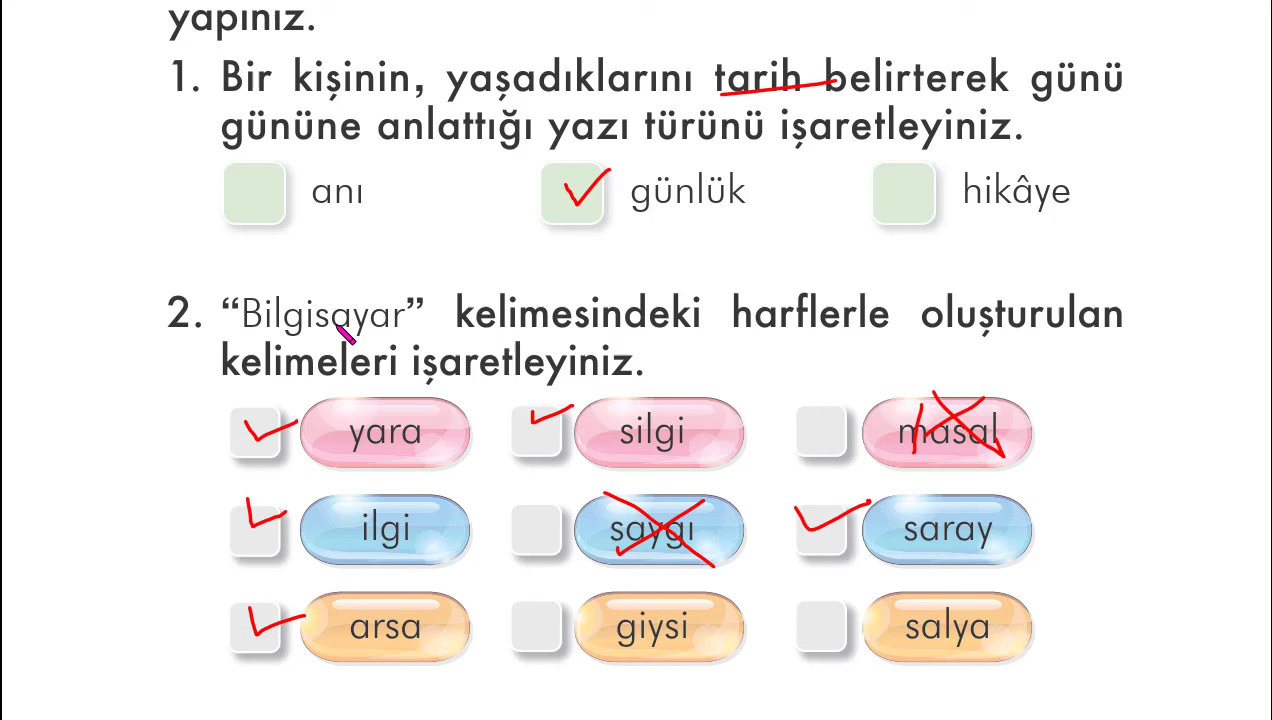 yapınız.
1. Bir kişinin, yaşadıklarını tarih belirterek günü
gününe anlattığı yazı türünü işaretleyiniz.
anı günlük hikâye
2. “Bilgisayar” kelimesindeki harflerle oluşturulan
kelimeleri işaretleyiniz.
yara silgi masal
ilgi saygı saray
arsa giysi salya